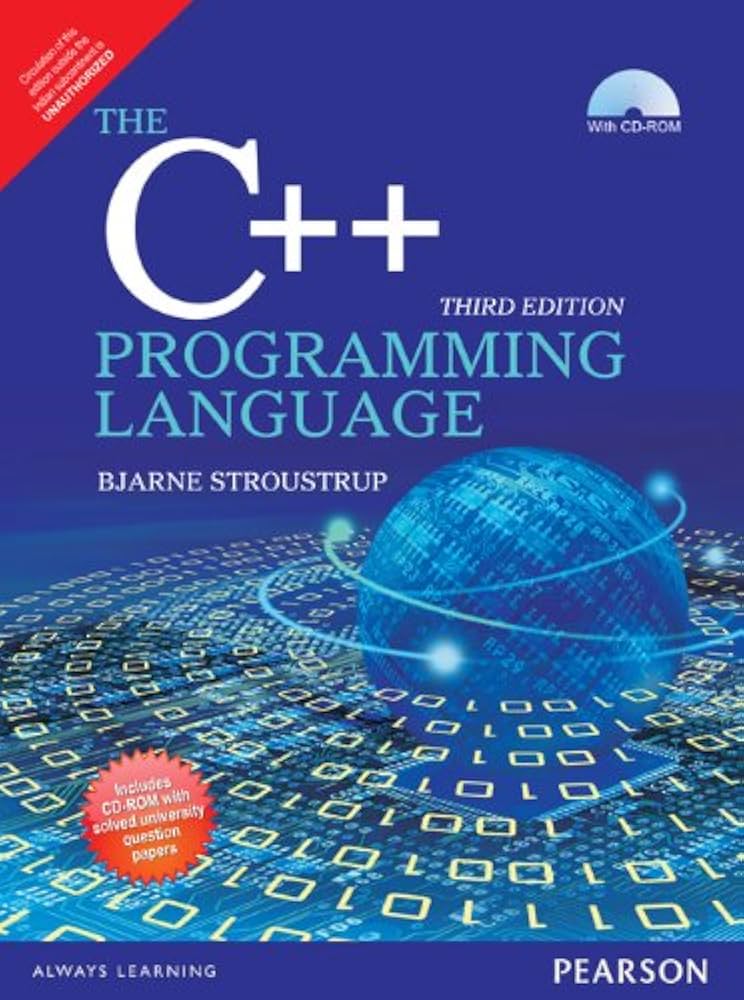 Circulation of this
edition outside the
Indian subcontinent is
UNAUTHORIZED
With CD-ROM
THE
C++
THIRD EDITION
PROGRAMMING
LANGUAGE
BJARNE STROUSTRUP
Includes
CD-ROM with
solved university
question
papers
ALWAYS LEARNING
PEARSON